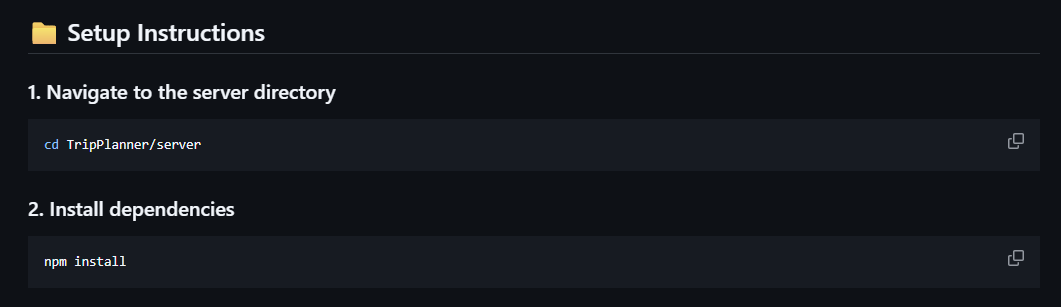 Setup Instructions
1. Navigate to the server directory
cd TripPlanner/server
2. Install dependencies
npm install